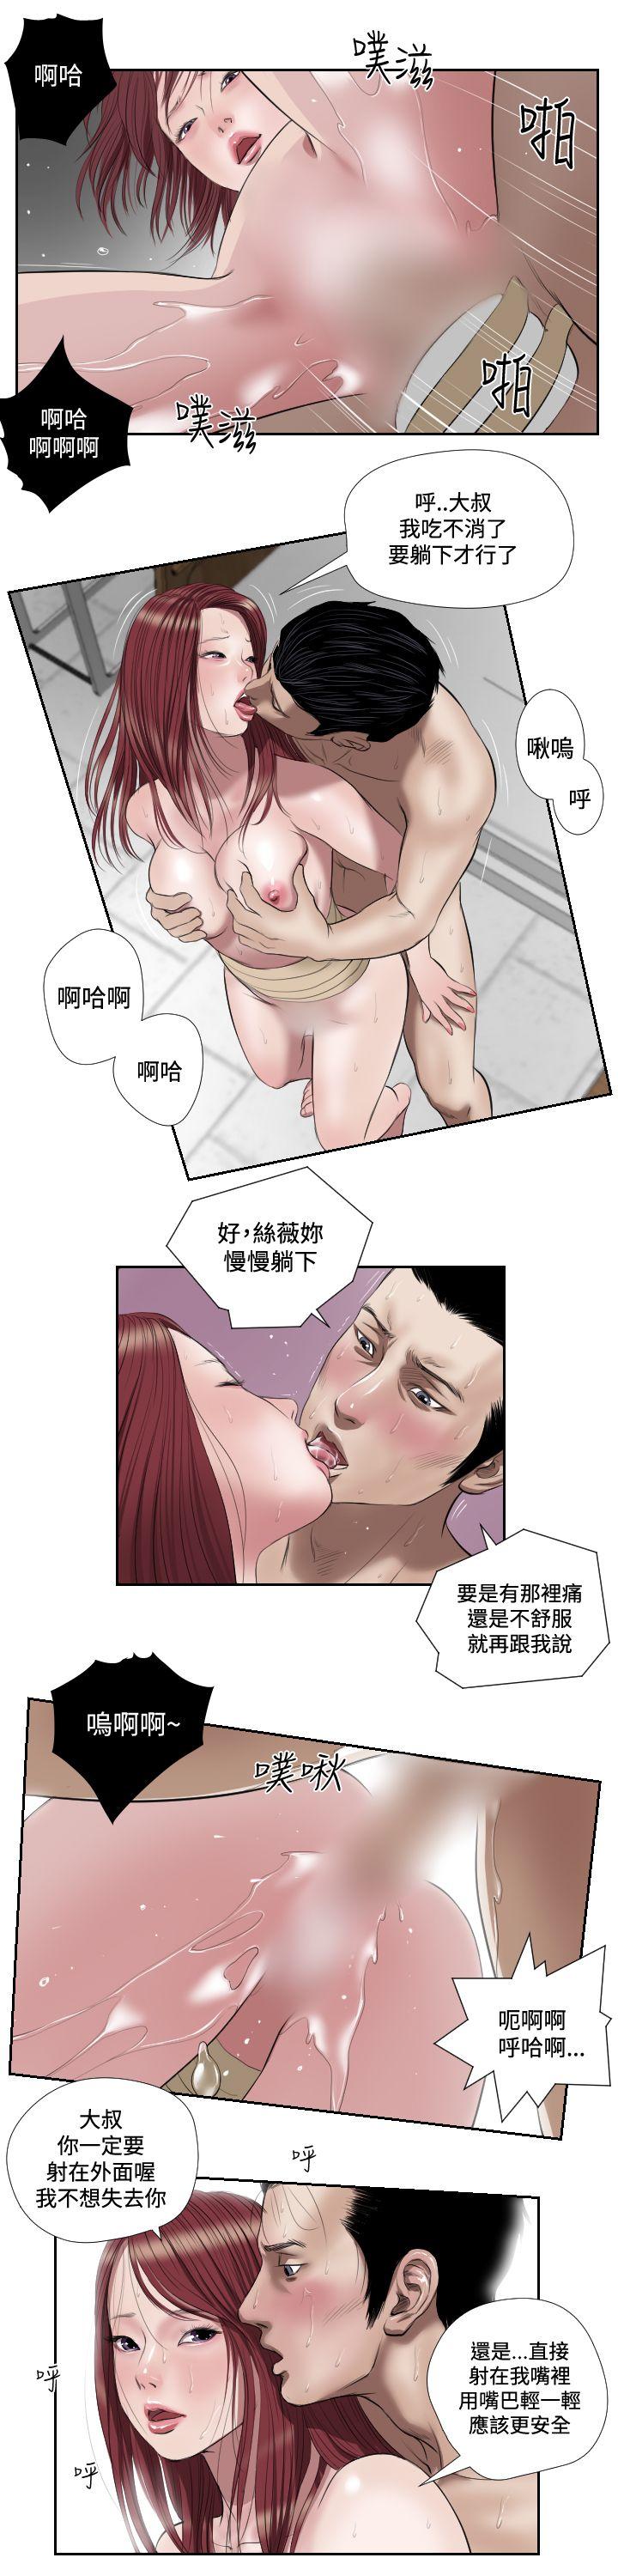 啊哈
噗滋
啪
啪
啊哈
啊啊啊
噗滋
呼..大叔
我吃不消了
要躺下才行了
啾嗚
呼
啊哈啊
啊哈
好，絲薇妳
慢慢躺下
要是有那裡痛
還是不舒服
就再跟我說
嗚啊啊~
噗啾
呃啊啊
呼哈啊...
大叔
你一定要
射在外面喔
我不想失去你
呼
還是...直接
射在我嘴裡
用嘴巴輕一輕
應該更安全
呼
呼